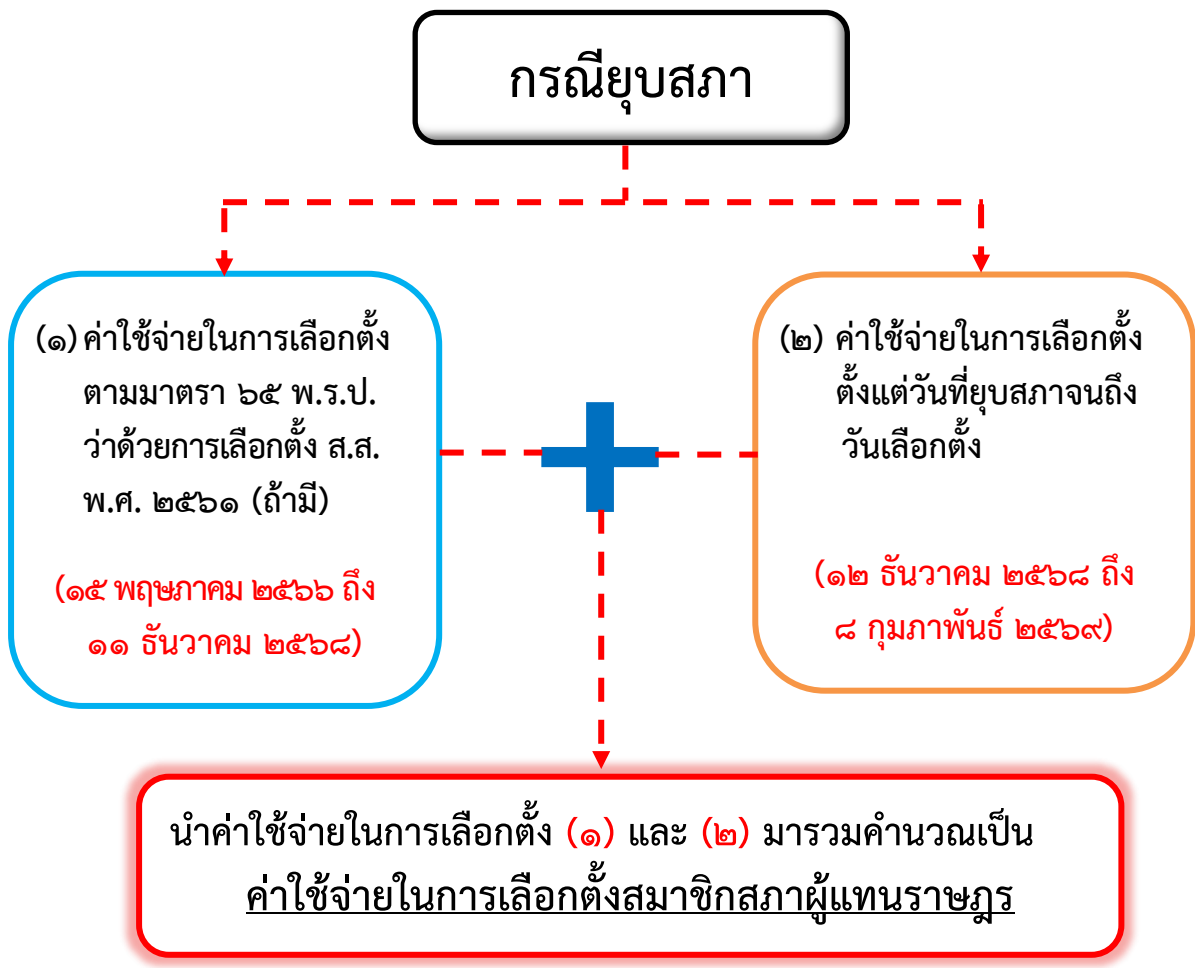 กรณียุบสภา
(๑) ค่าใช้จ่ายในการเลือกตั้ง
ตามมาตรา ๖๕ พ.ร.ป.
ว่าด้วยการเลือกตั้ง ส.ส.
พ.ศ. ๒๕๖๑ (ถ้ามี)
(๑๕ พฤษภาคม ๒๕๖๖ ถึง
๑๑ ธันวาคม ๒๕๖๘)
(๒) ค่าใช้จ่ายในการเลือกตั้ง
ตั้งแต่วันที่ยุบสภาจนถึง
วันเลือกตั้ง
(๑๒ ธันวาคม ๒๕๖๘ ถึง
๘ กุมภาพันธ์ ๒๕๖๙)
นำค่าใช้จ่ายในการเลือกตั้ง (๑) และ (๒) มารวมคำนวณเป็น
ค่าใช้จ่ายในการเลือกตั้งสมาชิกสภาผู้แทนราษฎร